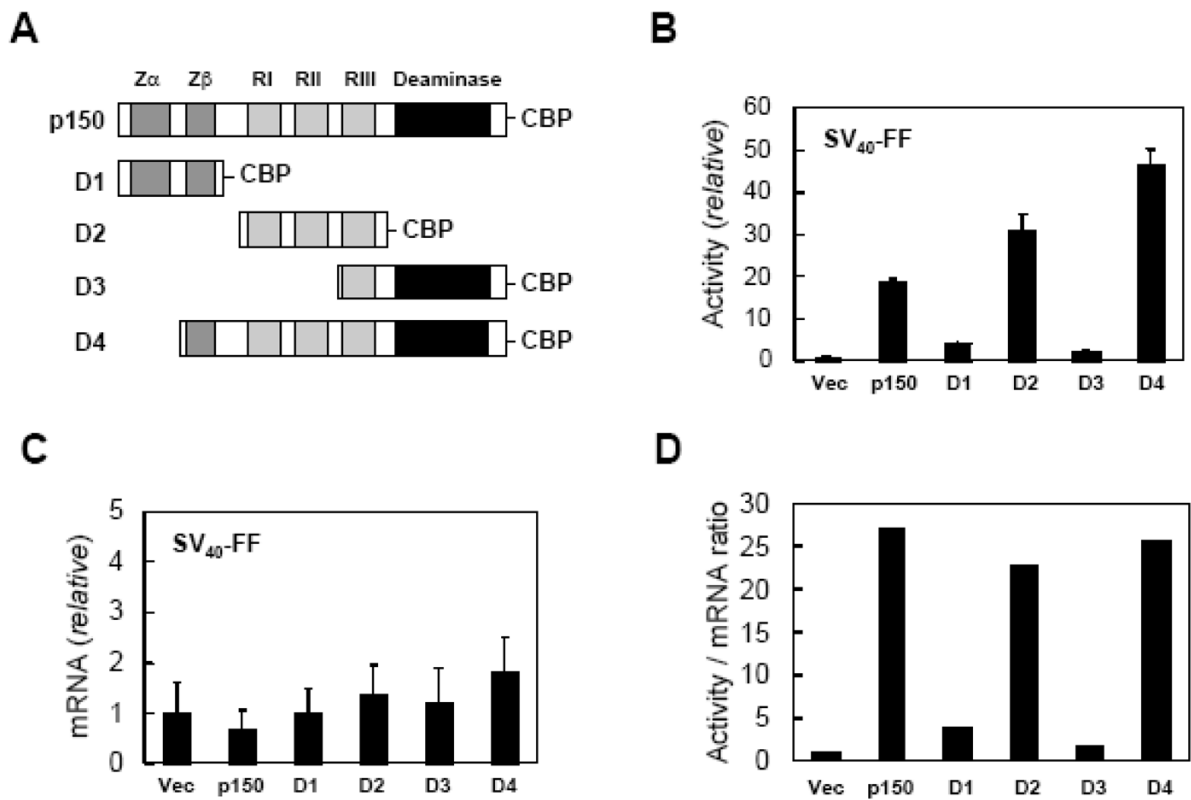 A
Zα Zβ RI RII RIII Deaminase
p150 CBP
D1 CBP
D2 CBP
D3 CBP
D4 CBP
B
SV40-FF
Activity (relative)
60
50
40
30
20
10
0
Vec p150 D1 D2 D3 D4
C
SV40-FF
mRNA (relative)
5
4
3
2
1
0
Vec p150 D1 D2 D3 D4
D
Activity / mRNA ratio
30
25
20
15
10
5
0
Vec p150 D1 D2 D3 D4